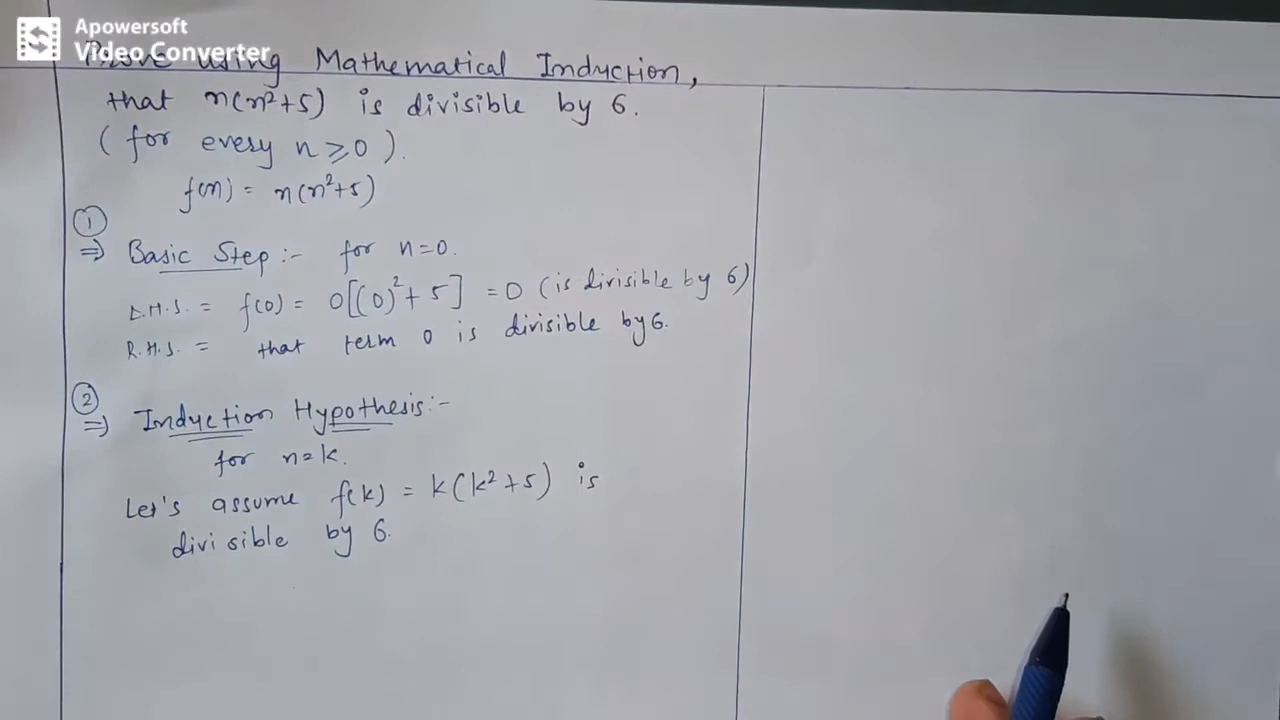 Apowersoft
Video Converter
Prove using Mathematical Induction,
that n(n²+5) is divisible by 6.
(for every n⩾0).
f(n) = n(n²+5)
①
⇒ Basic Step:- for n=0.
L.H.S. = f(0) = 0[(0)²+5] = 0 (is divisible by 6)
R.H.S. = that term 0 is divisible by 6.
②
⇒ Induction Hypothesis:-
for n=k.
Let's assume f(k) = k(k²+5) is
divisible by 6.